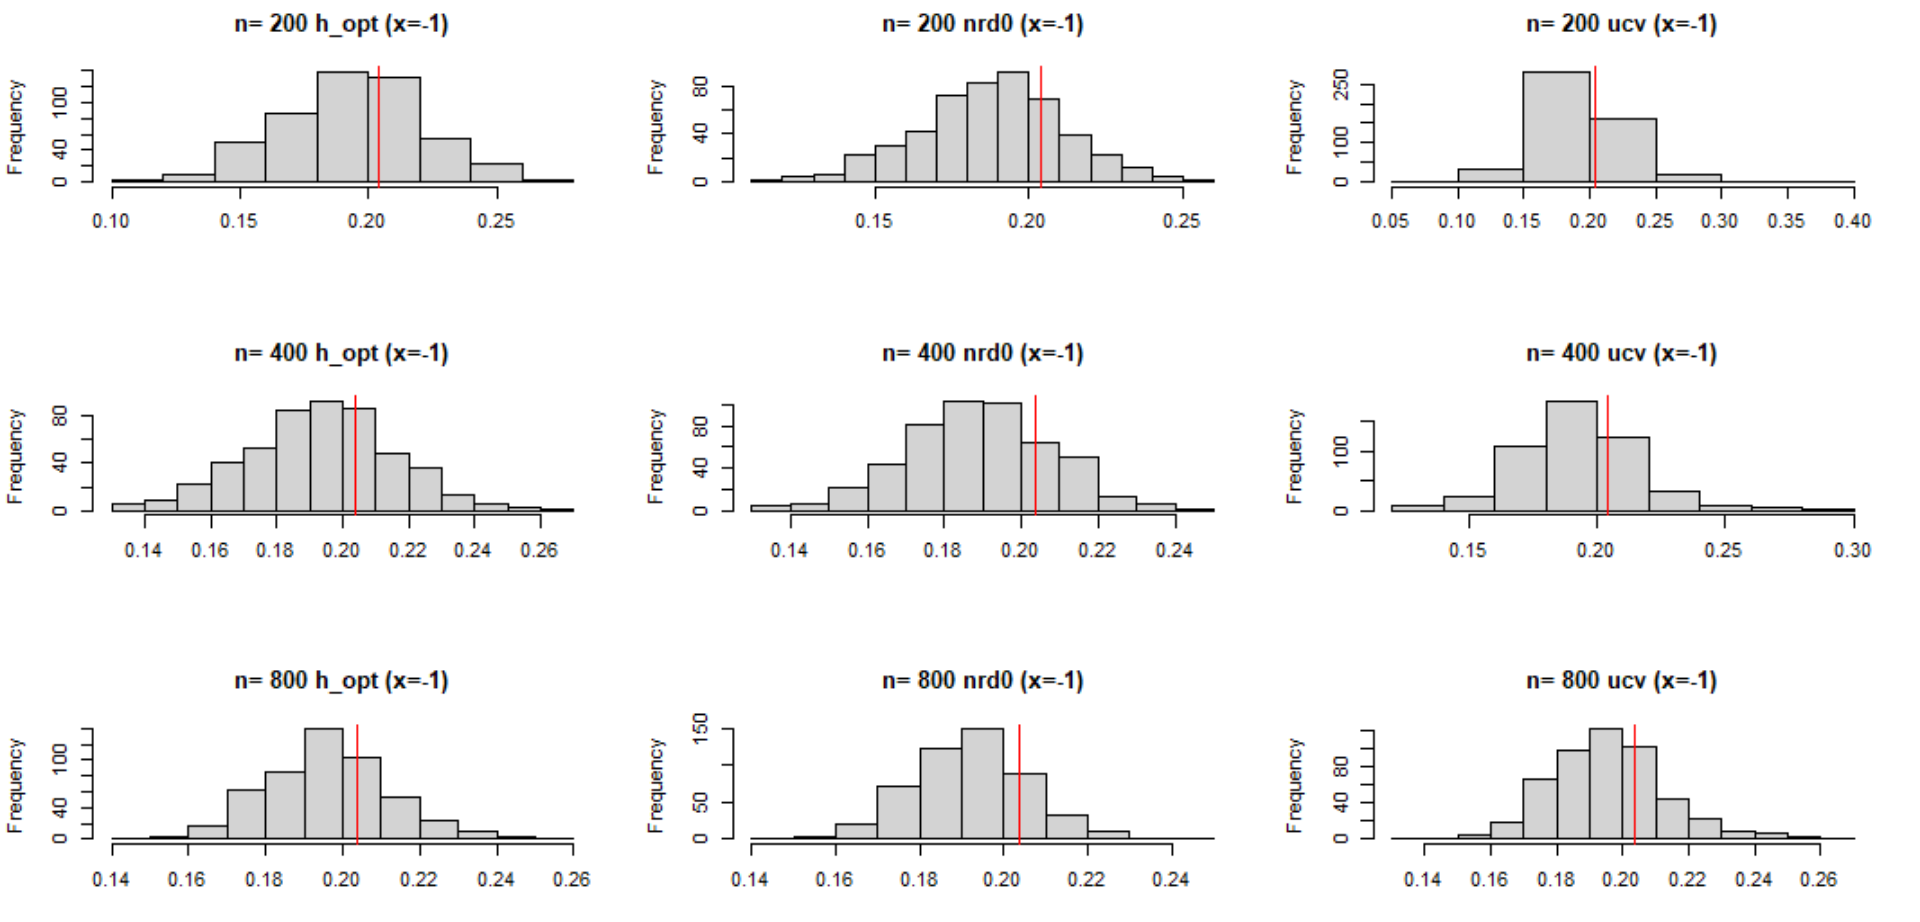 n= 200 h_opt (x=-1)
Frequency
0 40 100
0.10 0.15 0.20 0.25
n= 200 nrd0 (x=-1)
Frequency
0 40 80
0.15 0.20 0.25
n= 200 ucv (x=-1)
Frequency
0 100 250
0.05 0.10 0.15 0.20 0.25 0.30 0.35 0.40
n= 400 h_opt (x=-1)
Frequency
0 40 80
0.14 0.16 0.18 0.20 0.22 0.24 0.26
n= 400 nrd0 (x=-1)
Frequency
0 40 80
0.14 0.16 0.18 0.20 0.22 0.24
n= 400 ucv (x=-1)
Frequency
0 100
0.15 0.20 0.25 0.30
n= 800 h_opt (x=-1)
Frequency
0 40 100
0.14 0.16 0.18 0.20 0.22 0.24 0.26
n= 800 nrd0 (x=-1)
Frequency
0 50 150
0.14 0.16 0.18 0.20 0.22 0.24
n= 800 ucv (x=-1)
Frequency
0 40 80
0.14 0.16 0.18 0.20 0.22 0.24 0.26